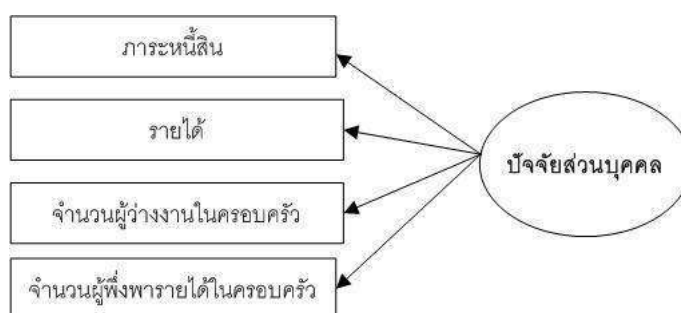 ภาระหนี้สิน
รายได้
จำนวนผู้ว่างงานในครอบครัว
จำนวนผู้พึ่งพารายได้ในครอบครัว
ปัจจัยส่วนบุคคล